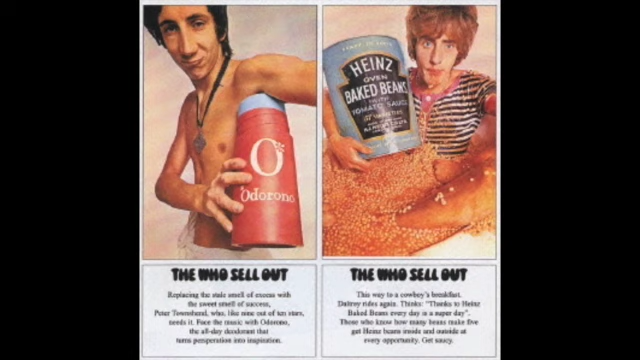 O
Odorono
HEINZ
OVEN
BAKED BEANS
TOMATO SAUCE
THE WHO SELL OUT
Replacing the stale smell of excess with
the sweet smell of success,
Peter Townshend, who, like nine out of ten stars,
needs it. Face the music with Odorono,
the all-day deodorant that
turns perspiration into inspiration.
THE WHO SELL OUT
This way to a cowboy's breakfast.
Daltrey rides again. Thinks: "Thanks to Heinz
Baked Beans every day is a super day".
Those who know how many beans make five
get Heinz beans inside and outside at
every opportunity. Get saucy.